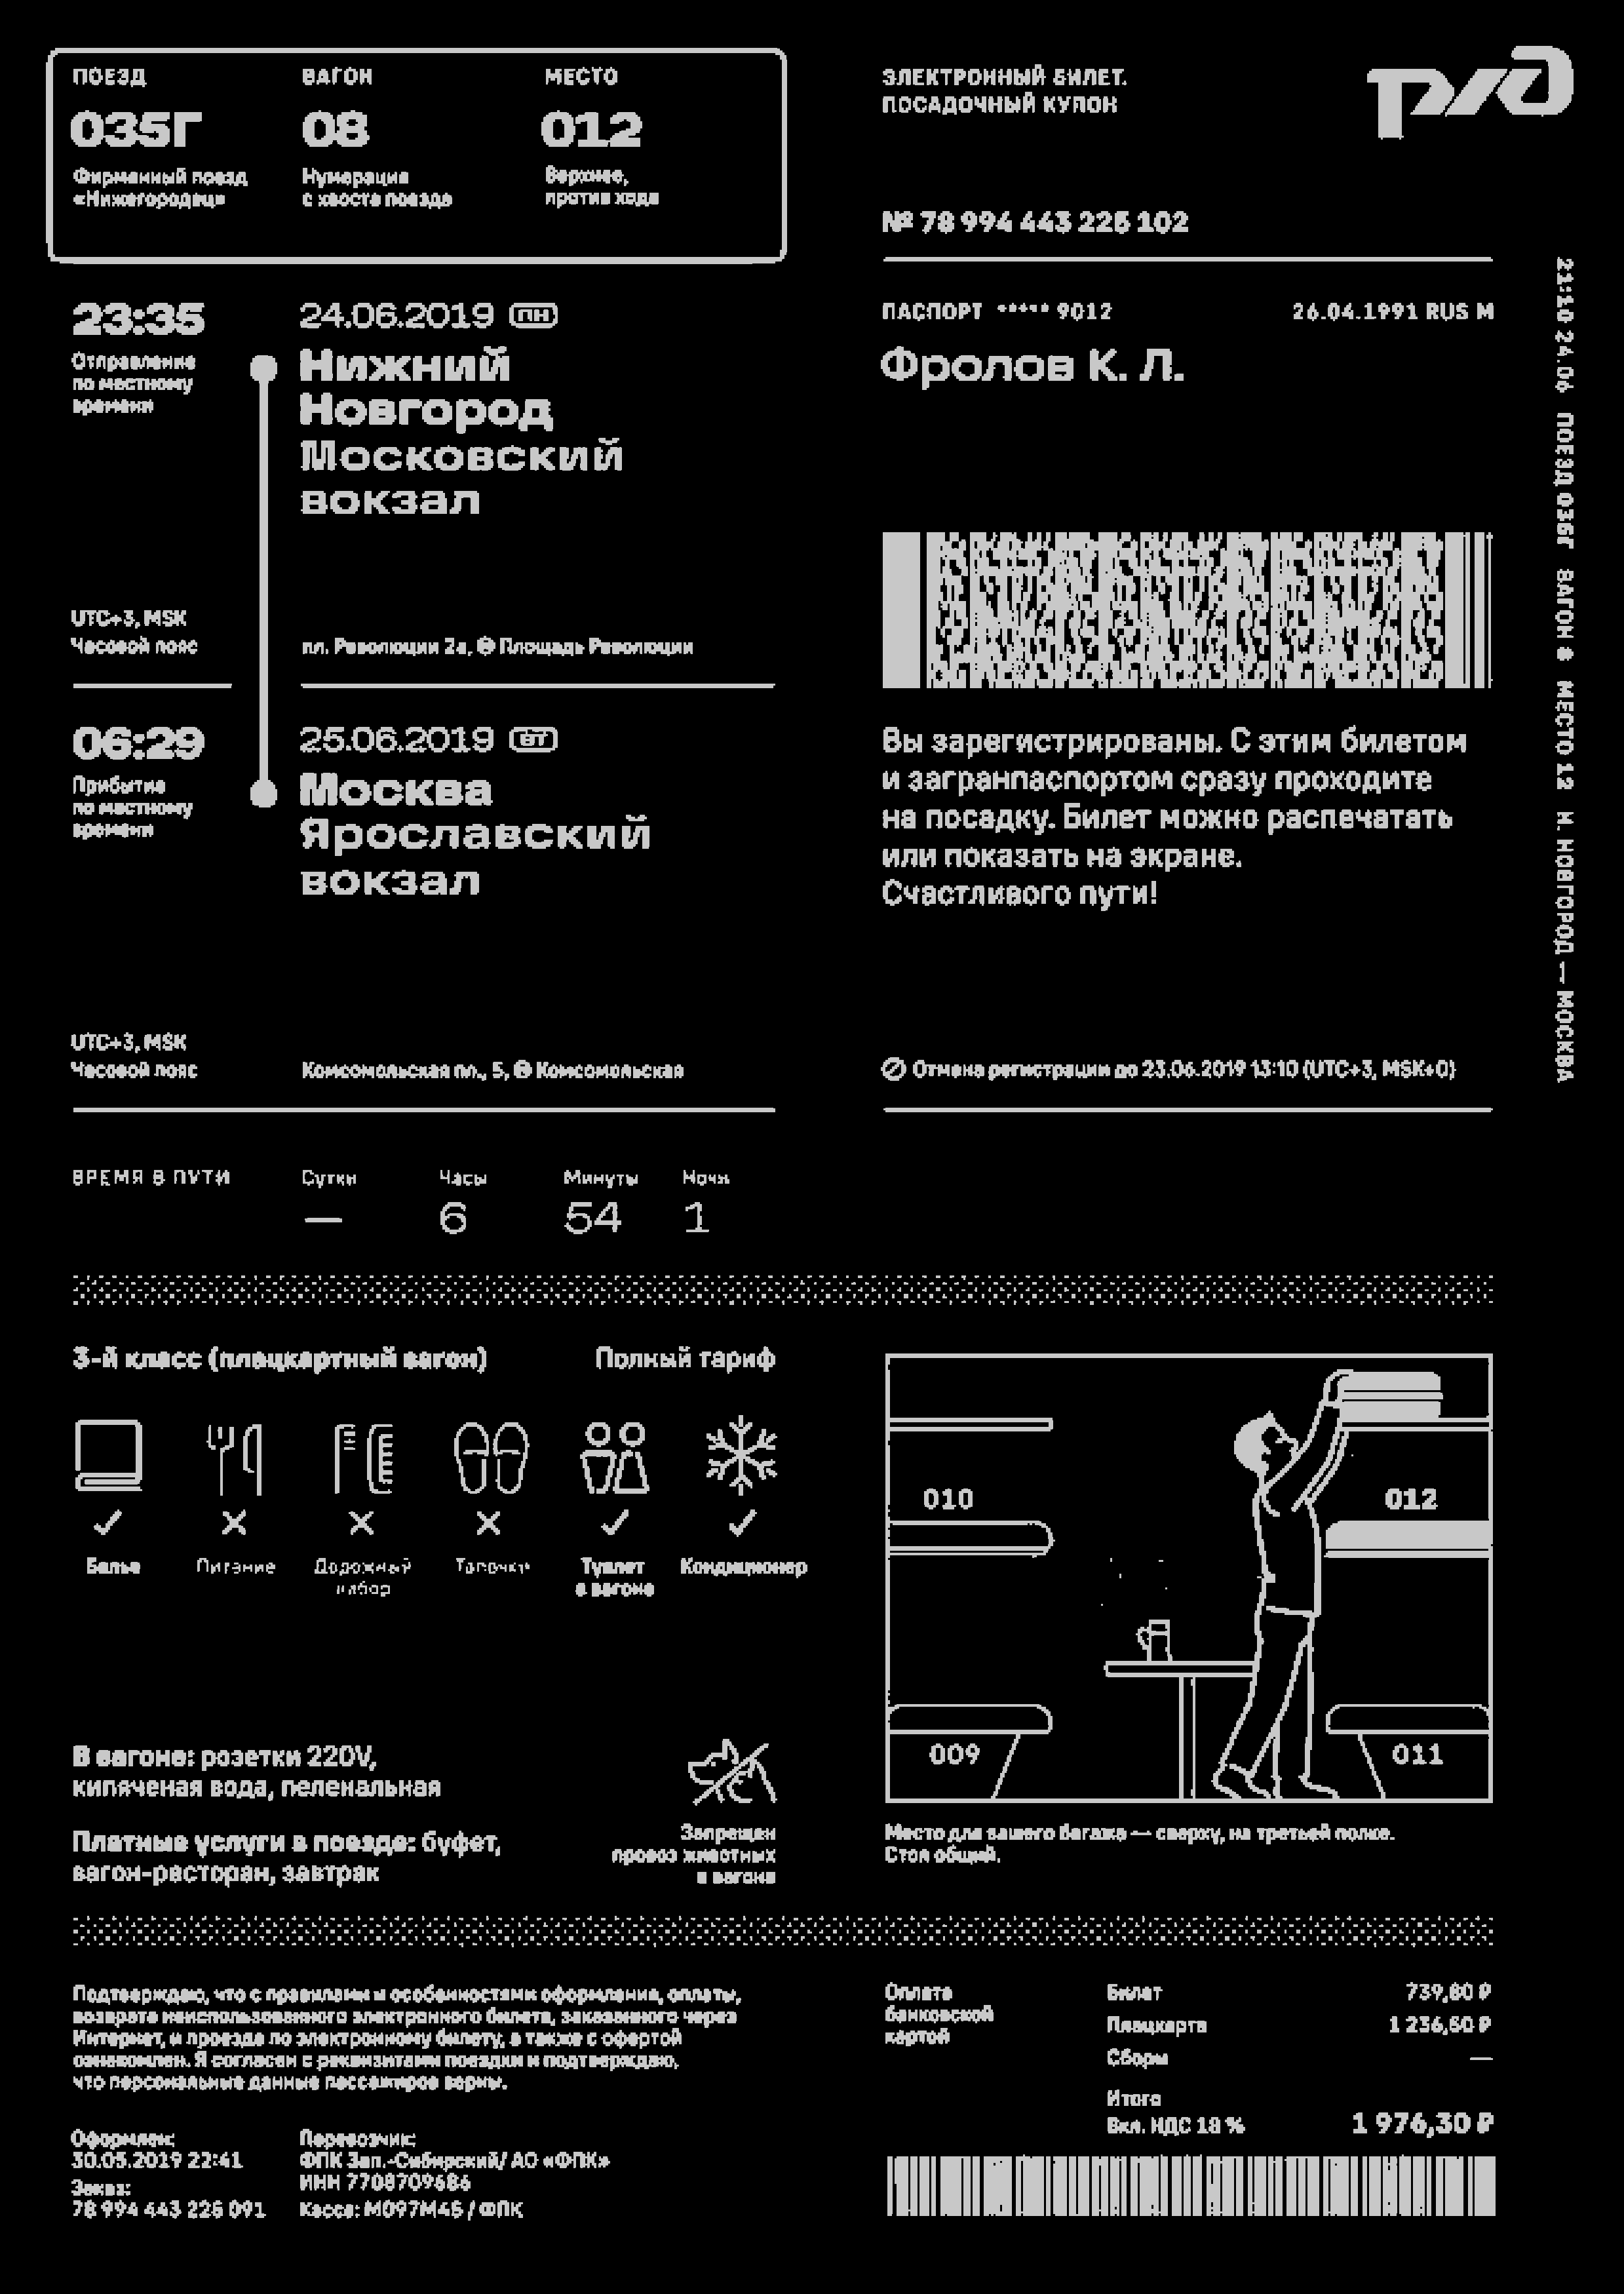 ПОЕЗД
ВАГОН
МЕСТО
035Г
08
012
Фирменный поезд
«Нижегородец»
Нумерация
с хвоста поезда
Верхнее,
против хода
ЭЛЕКТРОННЫЙ БИЛЕТ.
ПОСАДОЧНЫЙ КУПОН
ржд
№ 78 994 443 225 102
23:35
Отправление
по местному
времени
24.06.2019 ПН
Нижний
Новгород
Московский
вокзал
UTC+3, MSK
Часовой пояс
пл. Революции 2а, М Площадь Революции
ПАСПОРТ ***** 9012
26.04.1991 RUS M
Фролов К. Л.
06:29
Прибытие
по местному
времени
25.06.2019 ВТ
Москва
Ярославский
вокзал
UTC+3, MSK
Часовой пояс
Комсомольская пл., 5, М Комсомольская
Вы зарегистрированы. С этим билетом
и загранпаспортом сразу проходите
на посадку. Билет можно распечатать
или показать на экране.
Счастливого пути!
Отмена регистрации до 23.06.2019 13:10 (UTC+3, MSK+0)
21:10 24.06 ПОЕЗД 035Г ВАГОН МЕСТО 12 Н. НОВГОРОД — МОСКВА
ВРЕМЯ В ПУТИ
Сутки
Часы
Минуты
Ночи
—
6
54
1
3-й класс (плацкартный вагон)
Полный тариф
Белье
Питание
Дорожный
набор
Тапочки
Туалет
в вагоне
Кондиционер
В вагоне: розетки 220V,
кипяченая вода, пеленальная
Платные услуги в поезде: буфет,
вагон-расторан, завтрак
Запрещен
провоз животных
в вагоне
010
012
009
011
Место для вашего багажа — сверху, на третьей полке.
Стол общий.
Подтверждаю, что с правилами и особенностями оформления, оплаты,
возврата неиспользованного электронного билета, заказанного через
Интернет, и проезда по электронному билету, а также с офертой
ознакомлен. Я согласен с реквизитами поездки и подтверждаю,
что персональные данные пассажиров верны.
Оформлен:
30.05.2019 22:41
Заказ:
78 994 443 225 091
Перевозчик:
ФПК Зап.-Сибирский/ АО «ФПК»
ИНН 7708709686
Касса: М097М45 / ФПК
Оплата
банковской
картой
Билет
739,80 ₽
Плацкарта
1 236,50 ₽
Сборы
—
Итого
Вкл. НДС 18 %
1 976,30 ₽